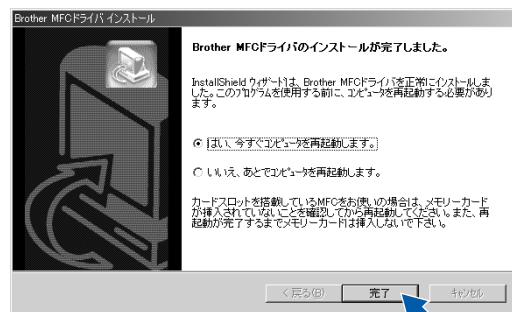 Brother MFCドライバ インストール
Brother MFCドライバのインストールが完了しました。
InstallShield ウィザードは、Brother MFCドライバを正常にインストールしま
した。このプログラムを使用する前に、コンピュータを再起動する必要があり
ます。
はい、今すぐコンピュータを再起動します。
いいえ、あとでコンピュータを再起動します。
カードスロットを搭載しているMFCをお使いの場合は、メモリーカード
が挿入されていないことを確認してから再起動してください。また、再
起動が完了するまでメモリーカードは挿入しないで下さい。
< 戻る(B)
完了
キャンセル